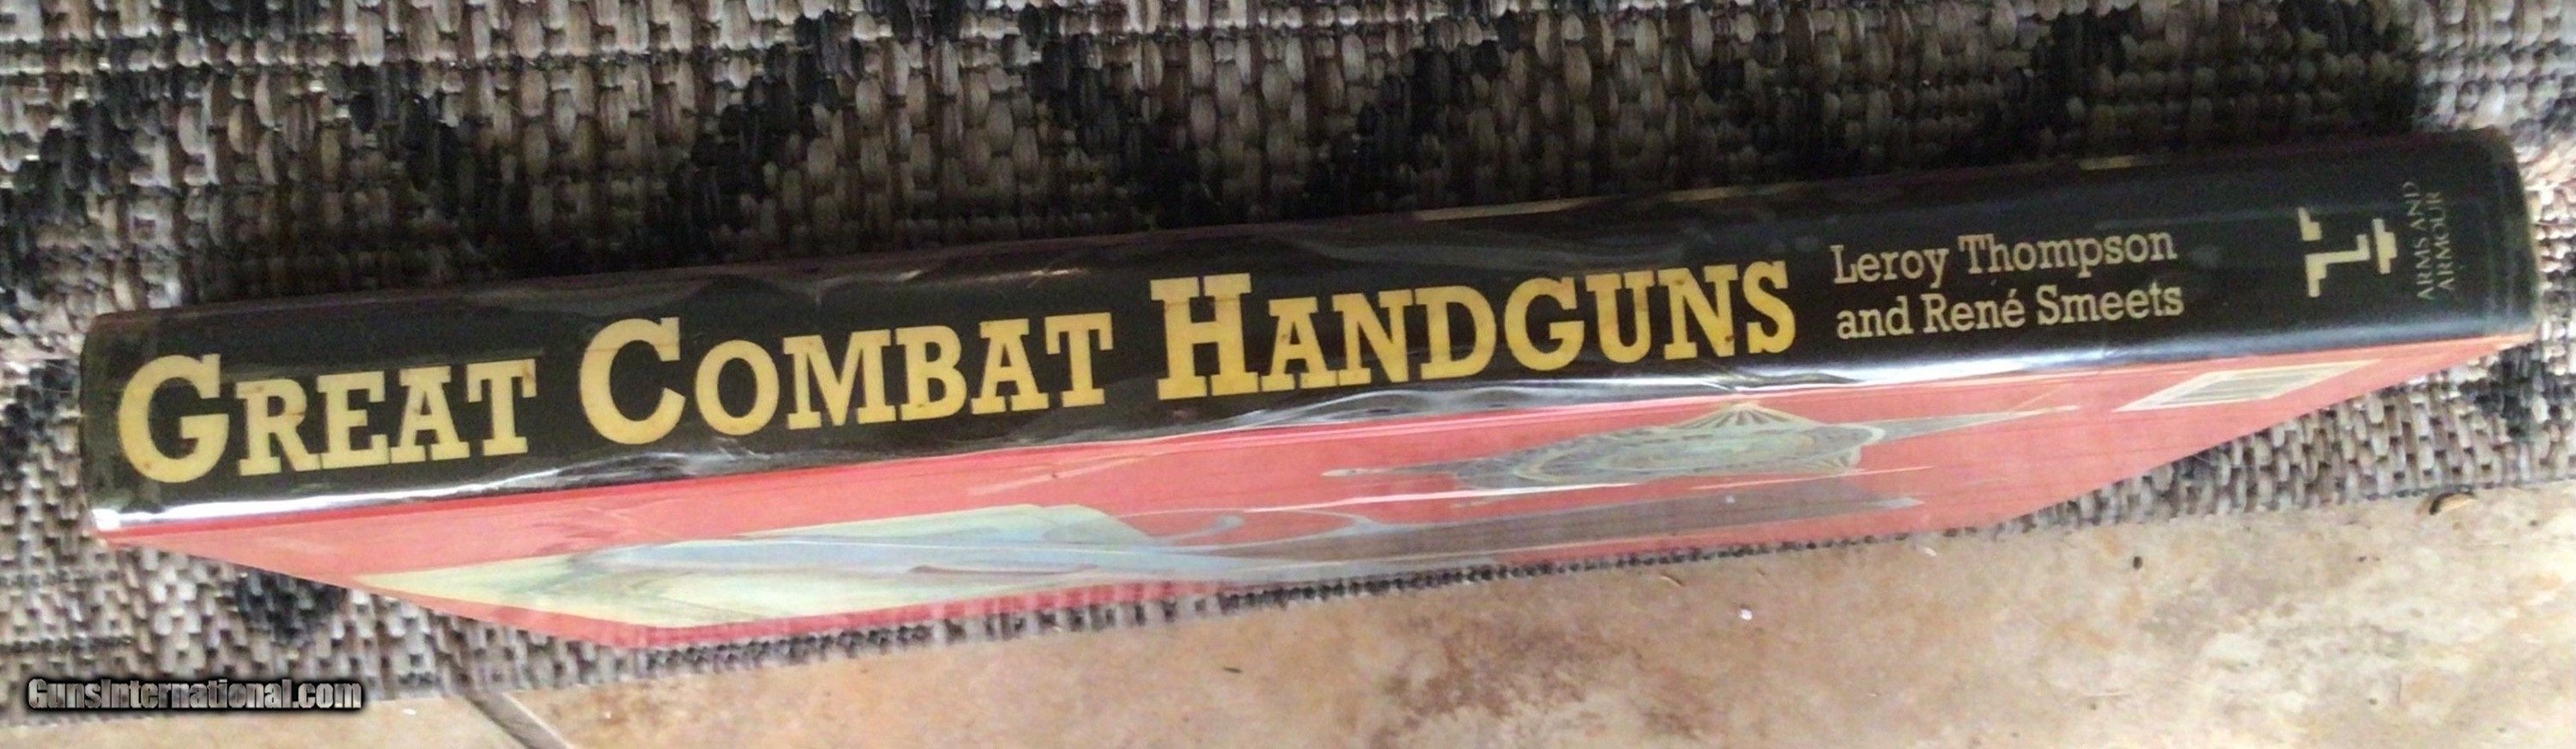 GREAT COMBAT HANDGUNS
Leroy Thompson
and René Smeets
ARMS AND
ARMOUR
GunsInternational.com